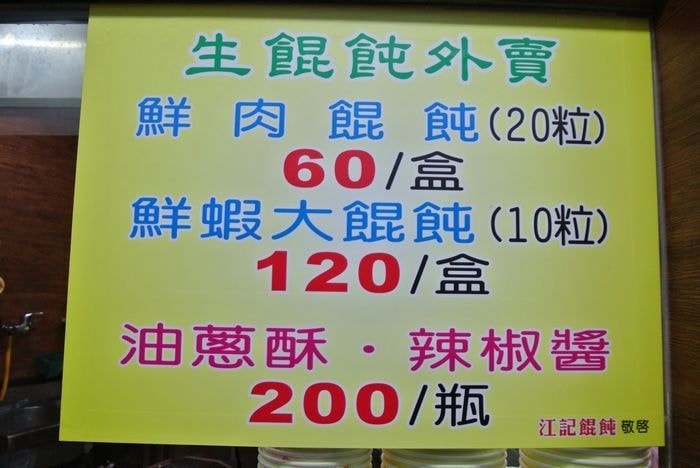 生餛飩外賣
鮮肉餛飩(20粒)
60/盒
鮮蝦大餛飩(10粒)
120/盒
油蔥酥·辣椒醬
200/瓶
江記餛飩 敬啓